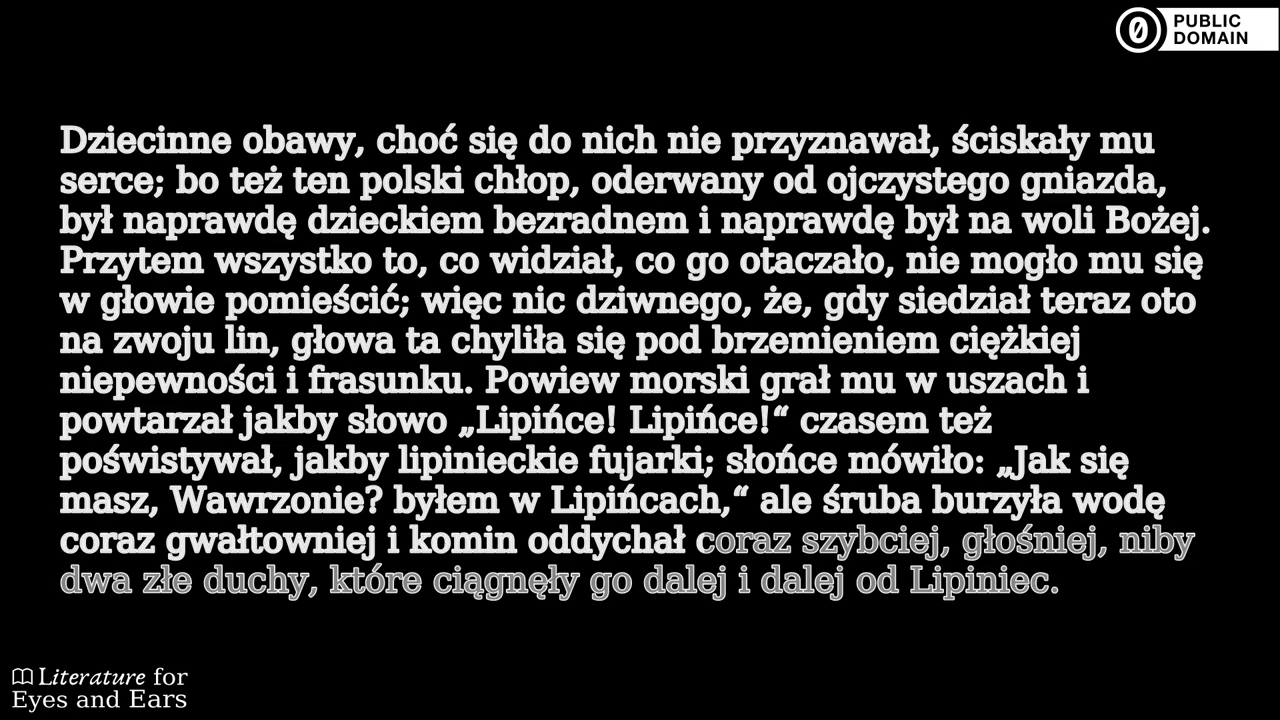 PUBLIC
DOMAIN
Dziecinne obawy, choć się do nich nie przyznawał, ściskały mu
serce; bo też ten polski chłop, oderwany od ojczystego gniazda,
był naprawdę dzieckiem bezradnem i naprawdę był na woli Bożej.
Przytem wszystko to, co widział, co go otaczało, nie mogło mu się
w głowie pomieścić; więc nic dziwnego, że, gdy siedział teraz oto
na zwoju lin, głowa ta chyliła się pod brzemieniem ciężkiej
niepewności i frasunku. Powiew morski grał mu w uszach i
powtarzał jakby słowo „Lipińce! Lipińce!“ czasem też
poświstywał, jakby lipinieckie fujarki; słońce mówiło: „Jak się
masz, Wawrzonie? byłem w Lipińcach,“ ale śruba burzyła wodę
coraz gwałtowniej i komin oddychał coraz szybciej, głośniej, niby
dwa złe duchy, które ciągnęły go dalej i dalej od Lipiniec.
Literature for
Eyes and Ears